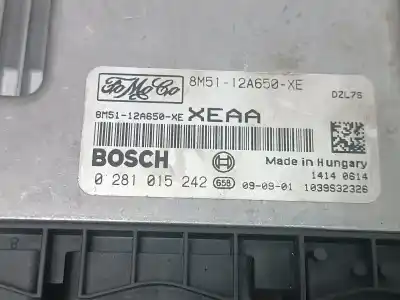 FoMoCo 8M51-12A650-XE
DZL7S
8M51-12A650-XE XEAA
BOSCH
Made in Hungary
1414 0614
0 281 015 242 658 09-09-01 1039S32326